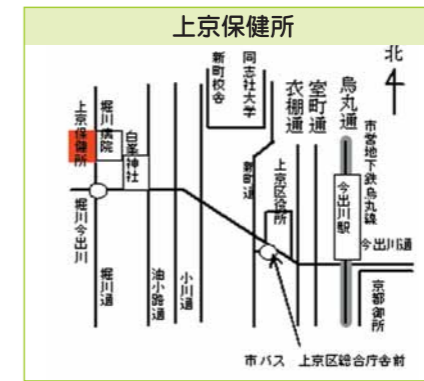 上京保健所
北
新町校舎
同志社大学
衣棚通
室町通
烏丸通
市営地下鉄烏丸線
上京保健所
堀川病院
白峯神社
新町通
上京区役所
今出川駅
今出川通
堀川今出川
堀川通
油小路通
小川通
京都御所
市バス 上京区総合庁舎前